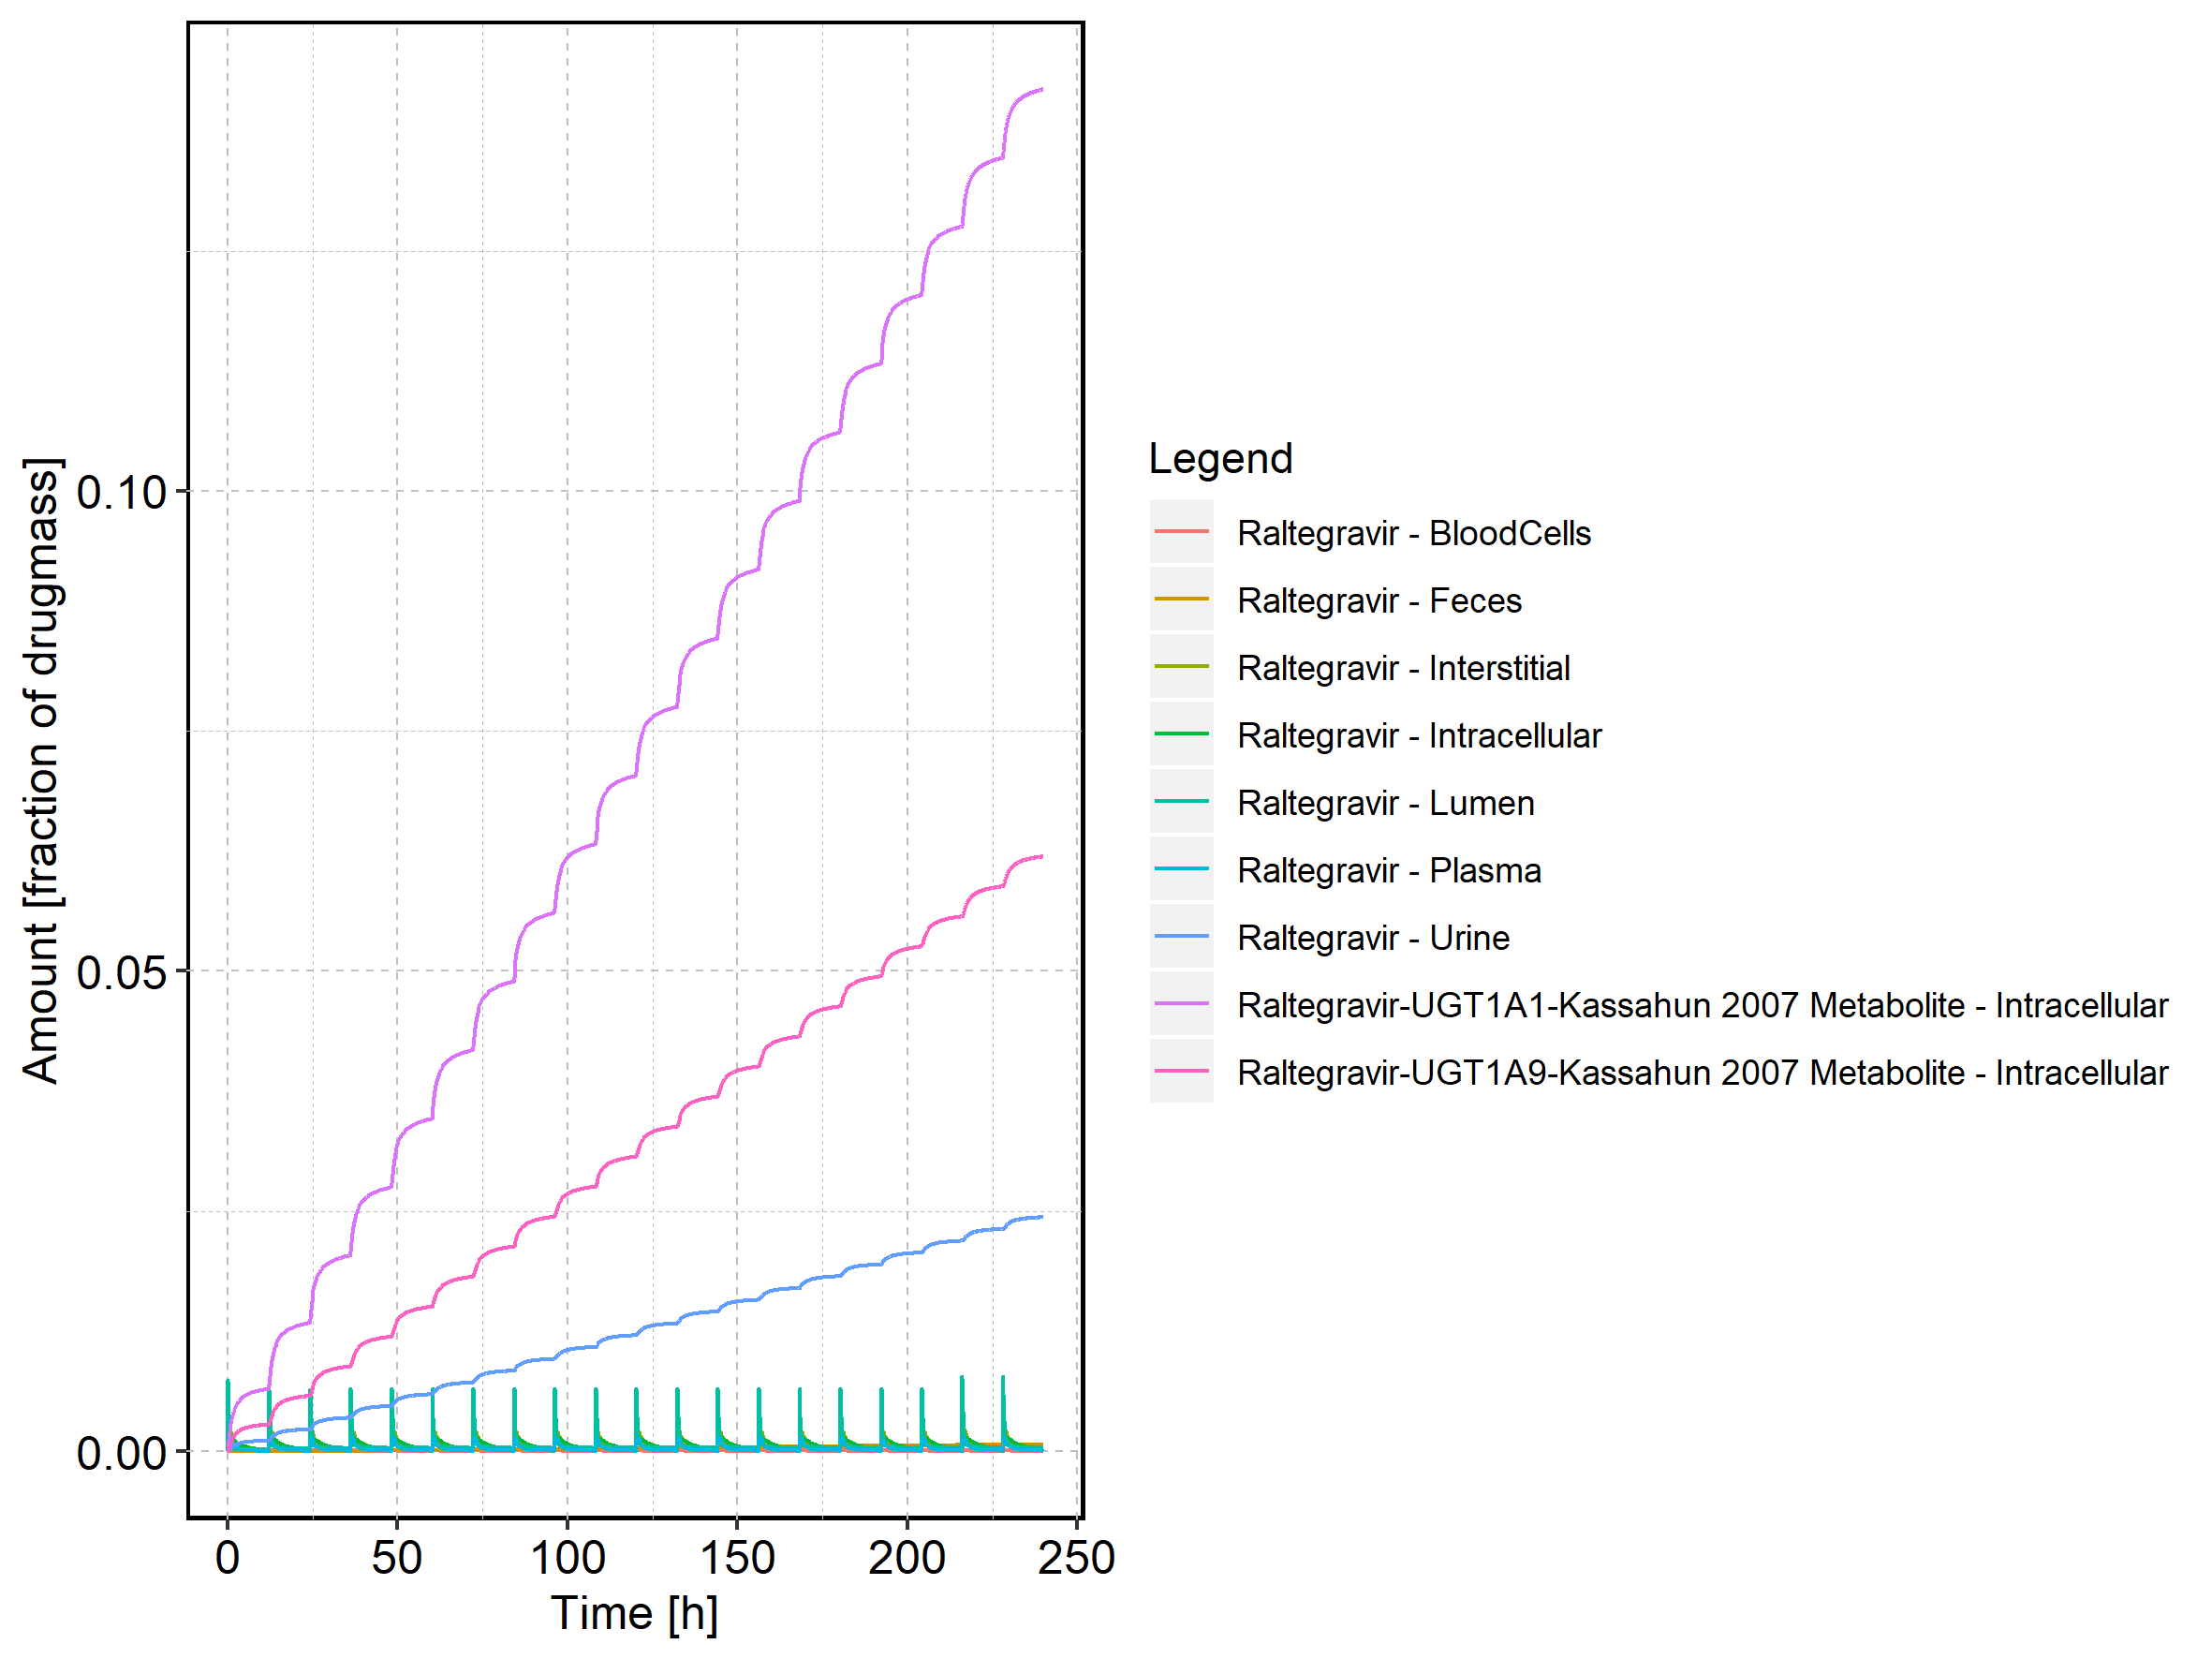 Amount [fraction of drugmass]
0.10
0.05
0.00
0 50 100 150 200 250
Time [h]
Legend
Raltegravir - BloodCells
Raltegravir - Feces
Raltegravir - Interstitial
Raltegravir - Intracellular
Raltegravir - Lumen
Raltegravir - Plasma
Raltegravir - Urine
Raltegravir-UGT1A1-Kassahun 2007 Metabolite - Intracellular
Raltegravir-UGT1A9-Kassahun 2007 Metabolite - Intracellular